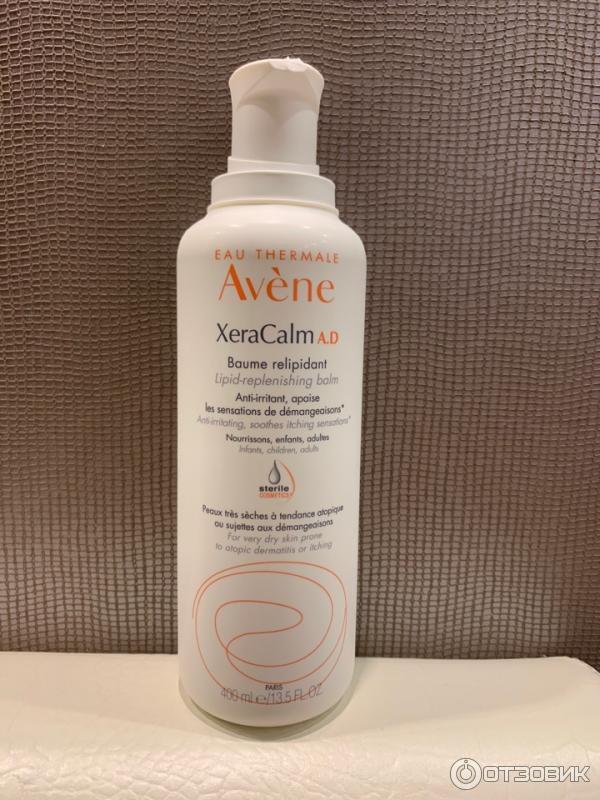 EAU THERMALE
Avène
XeraCalm A.D
Baume relipidant
Lipid-replenishing balm
Anti-irritant, apaise
les sensations de démangeaisons*
Anti-irritating, soothes itching sensations*
Nourrissons, enfants, adultes
Infants, children, adults
sterile
COSMETICS
Peaux très sèches à tendance atopique
ou sujettes aux démangeaisons
For very dry skin prone
to atopic dermatitis or itching
PARIS
400 ml e/13.5 FL.OZ.
ОТЗОВИК